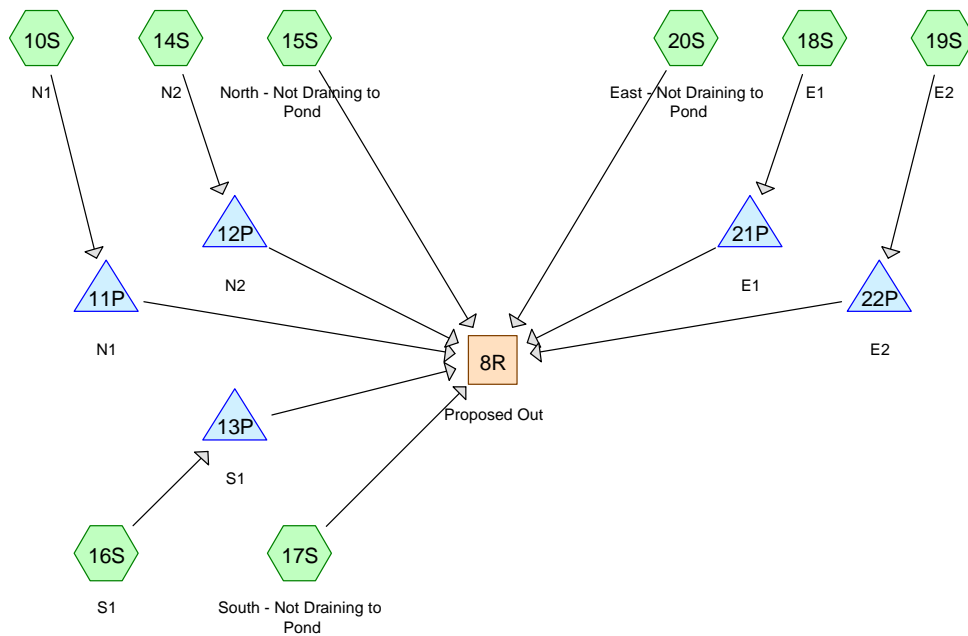 10S
14S
15S
20S
18S
19S
N1
N2
North - Not Draining to
Pond
East - Not Draining to
Pond
E1
E2
12P
21P
N2
E1
11P
22P
N1
E2
8R
Proposed Out
13P
S1
16S
17S
S1
South - Not Draining to
Pond